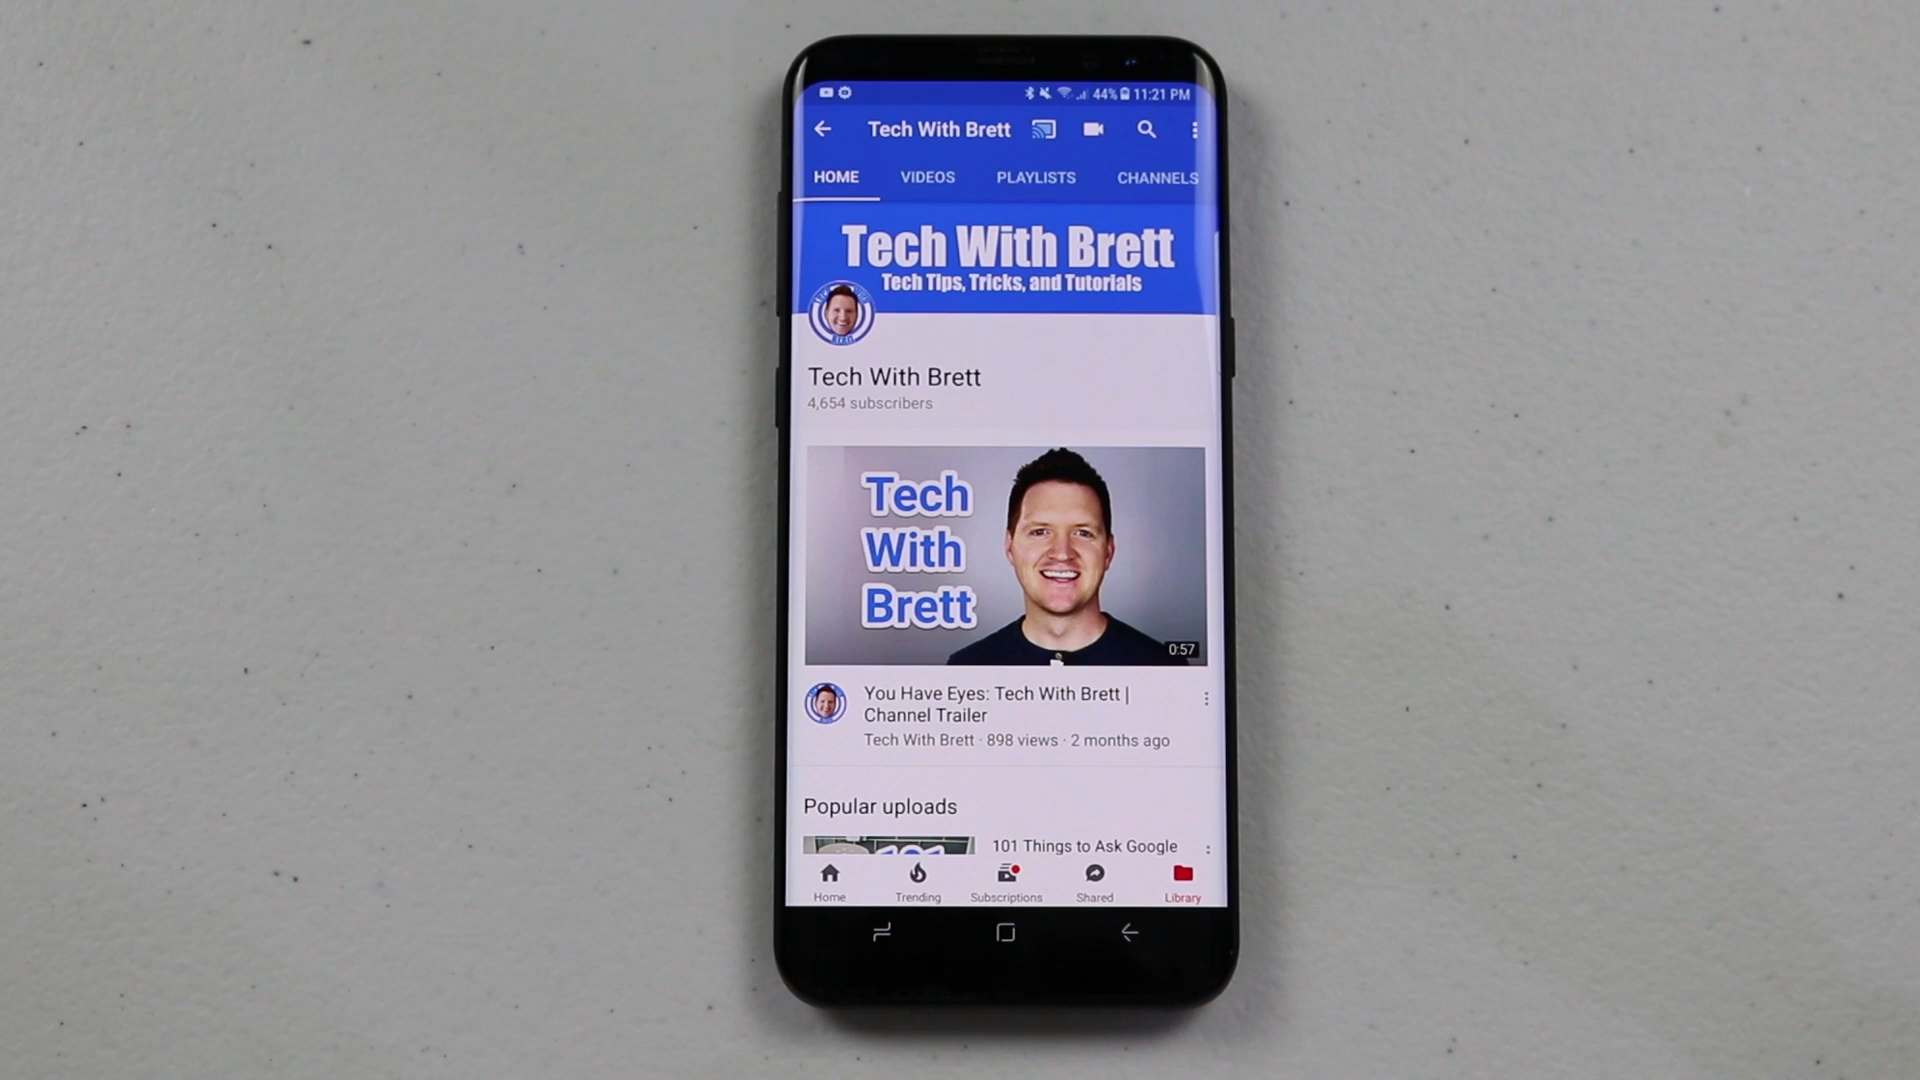 44% 11:21 PM
Tech With Brett
HOME VIDEOS PLAYLISTS CHANNELS
Tech With Brett
Tech Tips, Tricks, and Tutorials
BRETT
Tech With Brett
4,654 subscribers
Tech
With
Brett
0:57
You Have Eyes: Tech With Brett |
Channel Trailer
Tech With Brett · 898 views · 2 months ago
Popular uploads
101
101 Things to Ask Google
Home Trending Subscriptions Shared Library